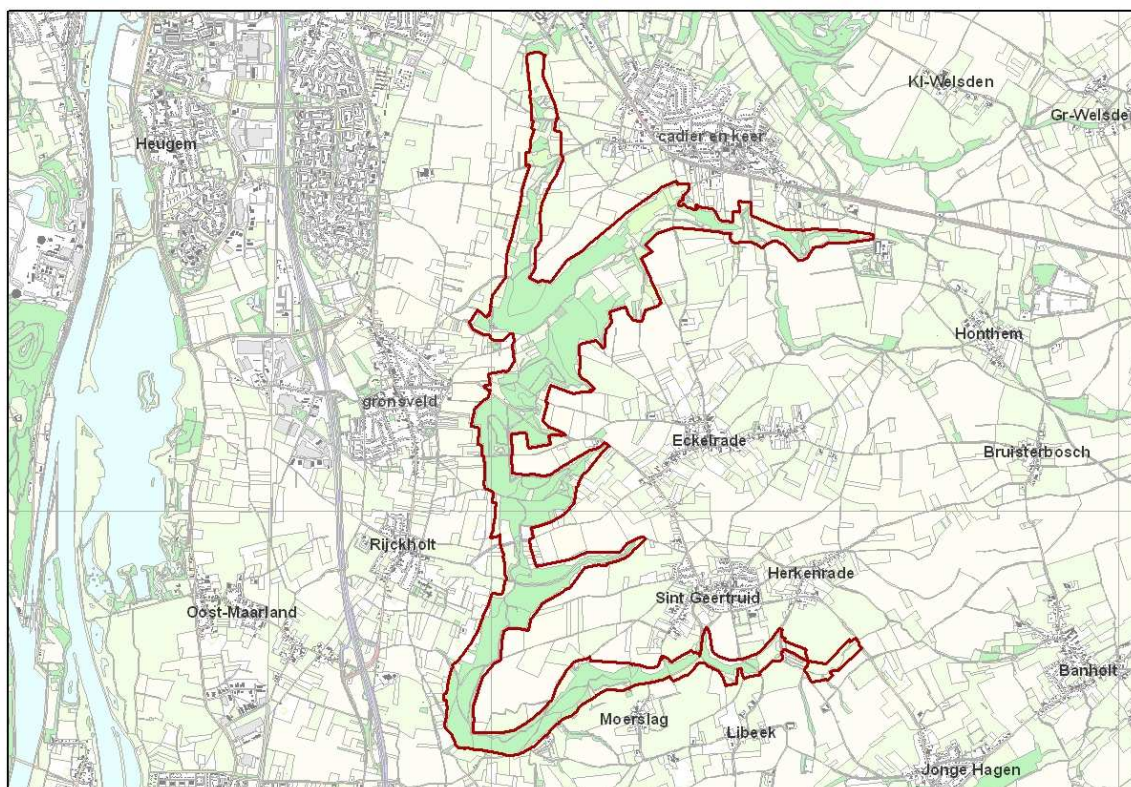 Kl-Welsden
Gr-Welsde
cadier en keer
Heugem
Honthem
gronsveld
Eckelrade
Bruisterbosch
Rijckholt
Herkenrade
Sint Geertruid
Oost-Maarland
Banholt
Moerslag
Libeek
Jonge Hagen